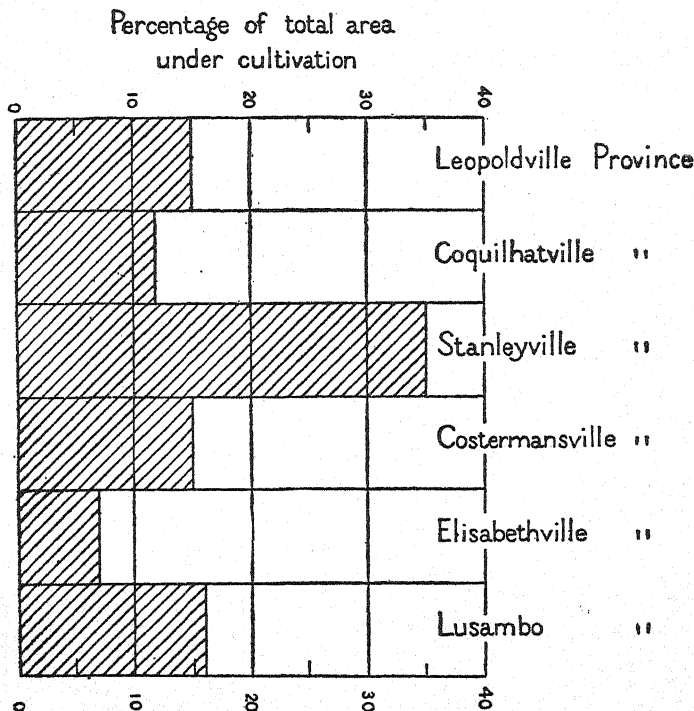 Percentage of total area
under cultivation
0 10 20 30 40
Leopoldville Province
Coquilhatville "
Stanleyville "
Costermansville "
Elisabethville "
Lusambo "
0 10 20 30 40